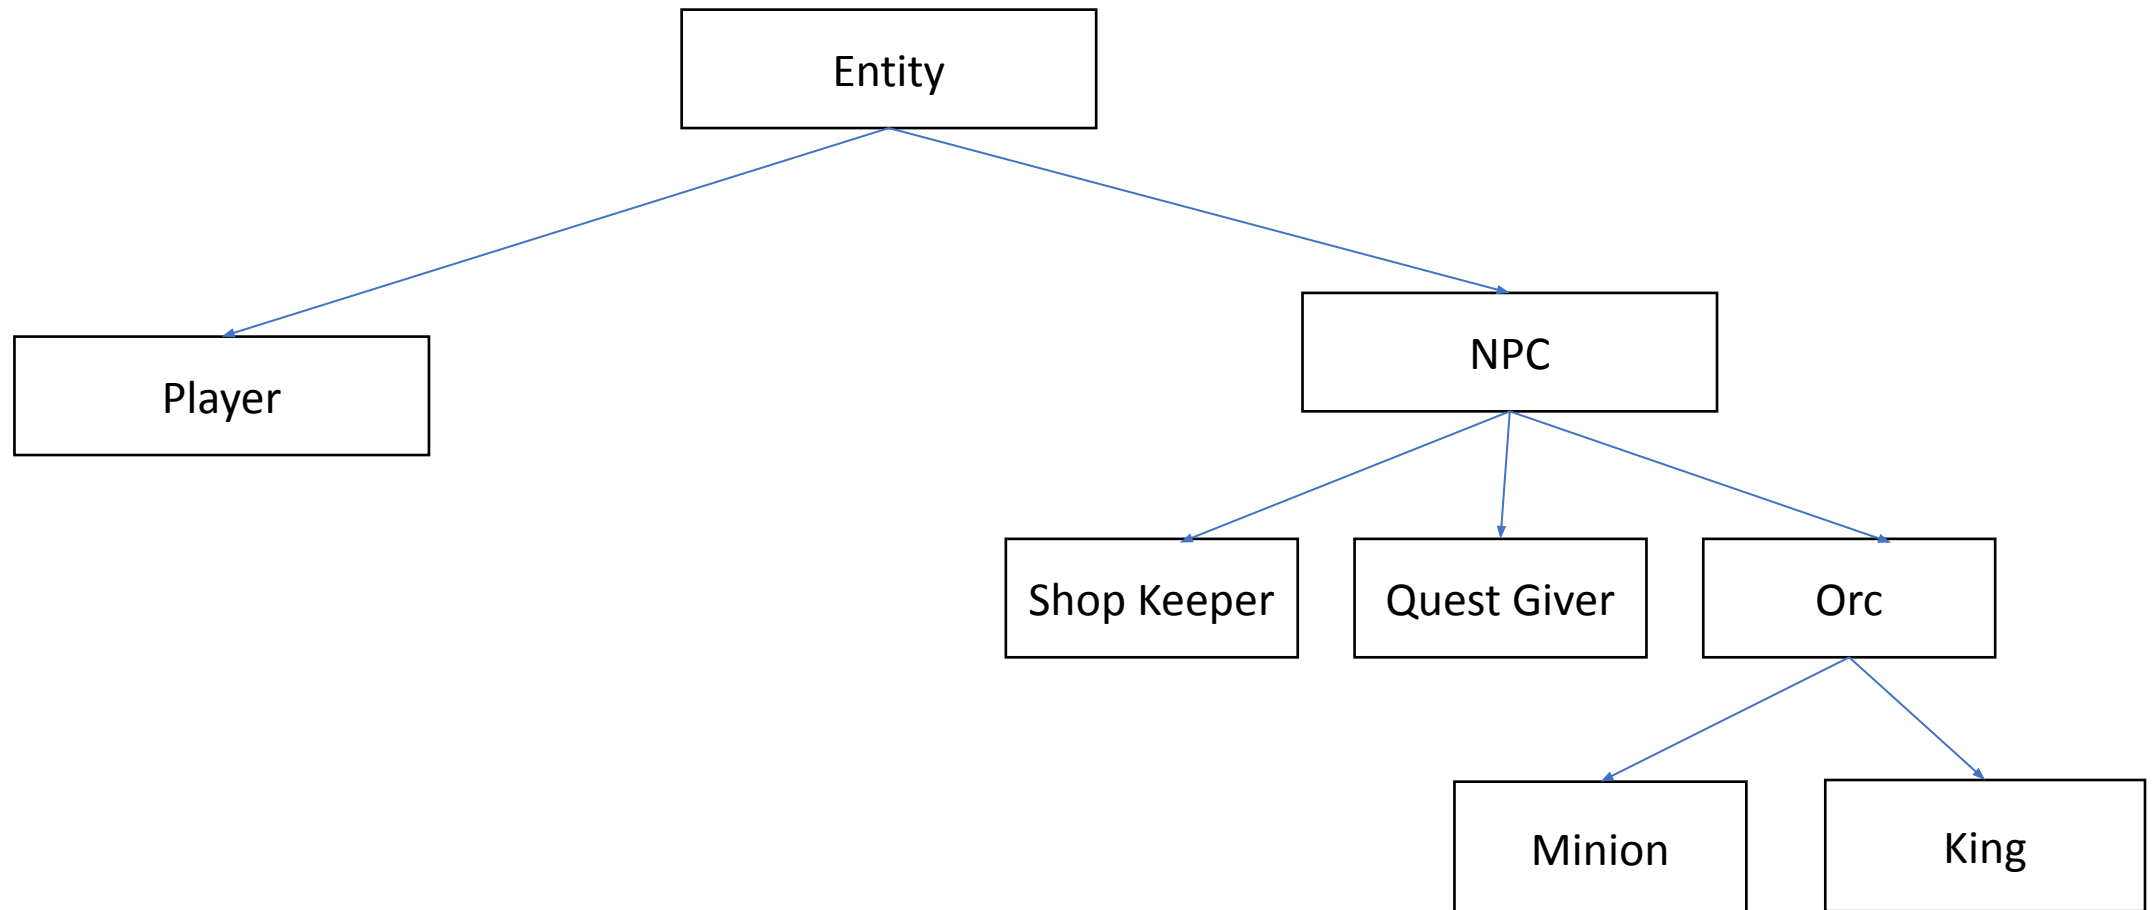 Entity
NPC
Player
Shop Keeper
Quest Giver
Orc
Minion
King